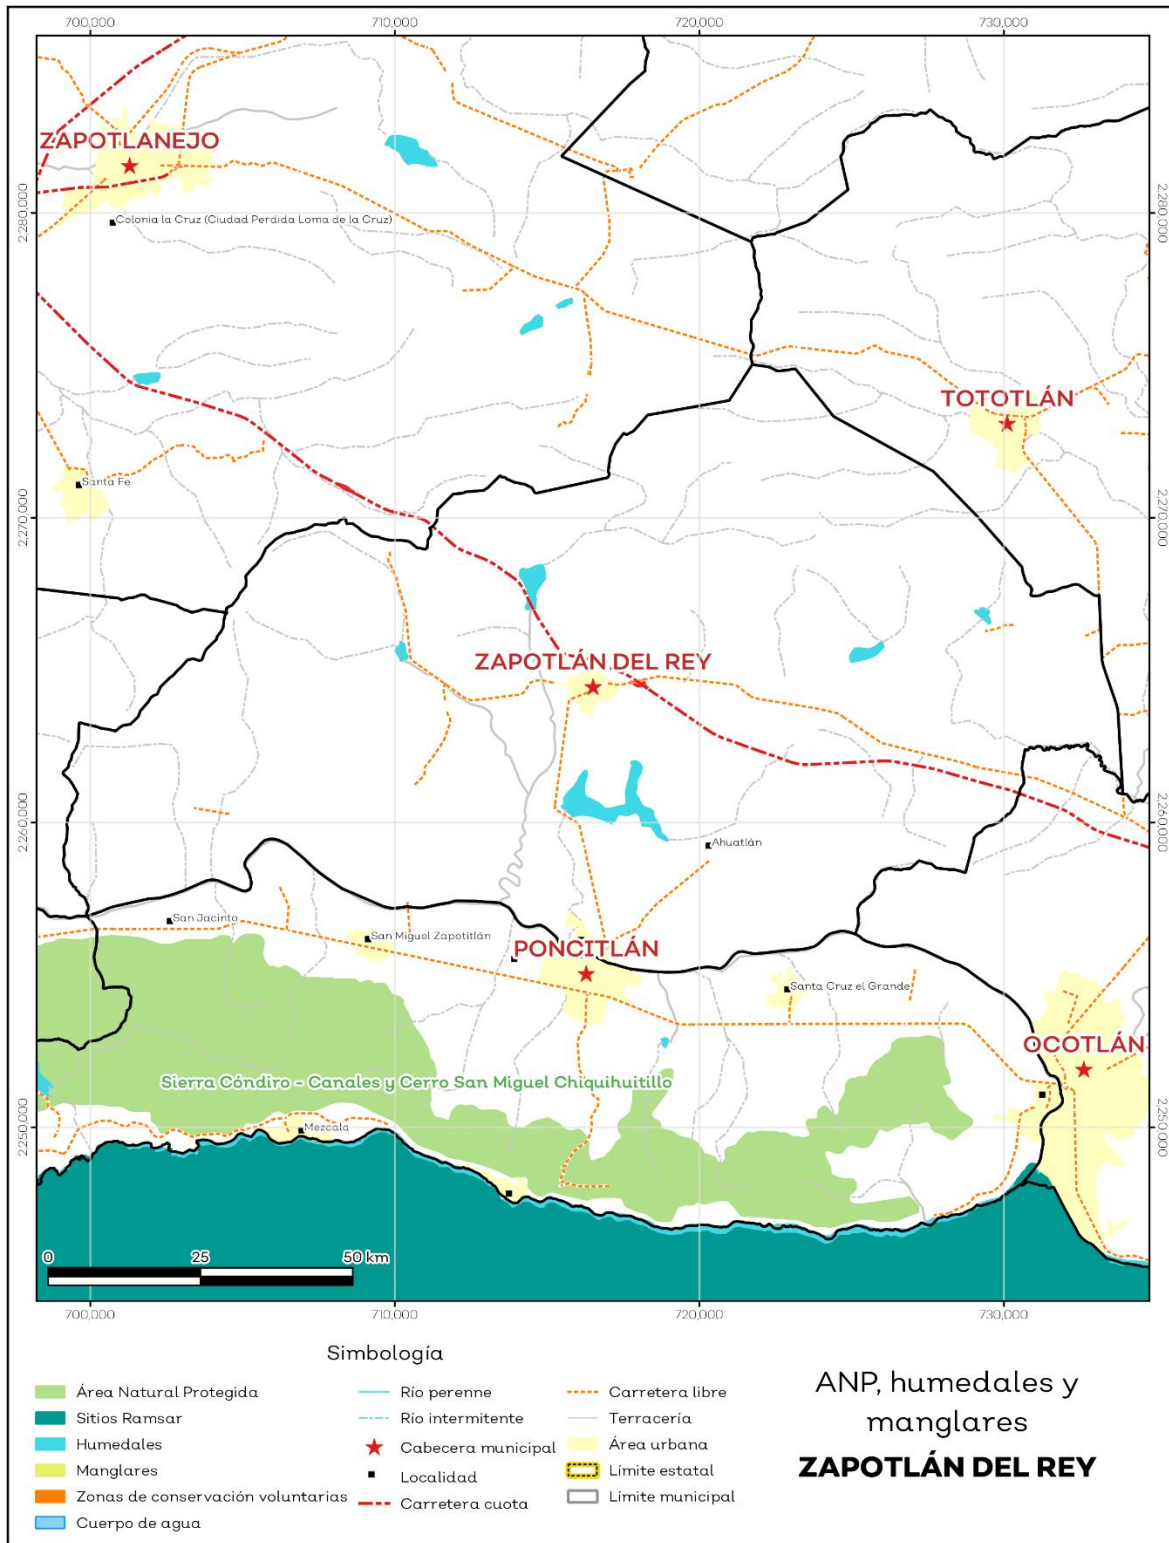 700,000
710,000
720,000
730,000
ZAPOTLANEJO
2,280,000
2,280,000
Colonia la Cruz (Ciudad Perdida Loma de la Cruz)
TOTOTLÁN
Santa Fe
2,270,000
2,270,000
ZAPOTLÁN DEL REY
2,260,000
2,260,000
Ahuatlán
San Jacinto
San Miguel Zapotitlán
PONCITLÁN
Santa Cruz el Grande
OCOTLÁN
Sierra Cóndiro - Canales y Cerro San Miguel Chiquihuitillo
2,250,000
2,250,000
Mezcala
0
25
50 km
700,000
710,000
720,000
730,000
Simbología
Área Natural Protegida
Sitios Ramsar
Humedales
Manglares
Zonas de conservación voluntarias
Cuerpo de agua
Río perenne
Río intermitente
Cabecera municipal
Localidad
Carretera cuota
Carretera libre
Terracería
Área urbana
Límite estatal
Límite municipal
ANP, humedales y
manglares
ZAPOTLÁN DEL REY